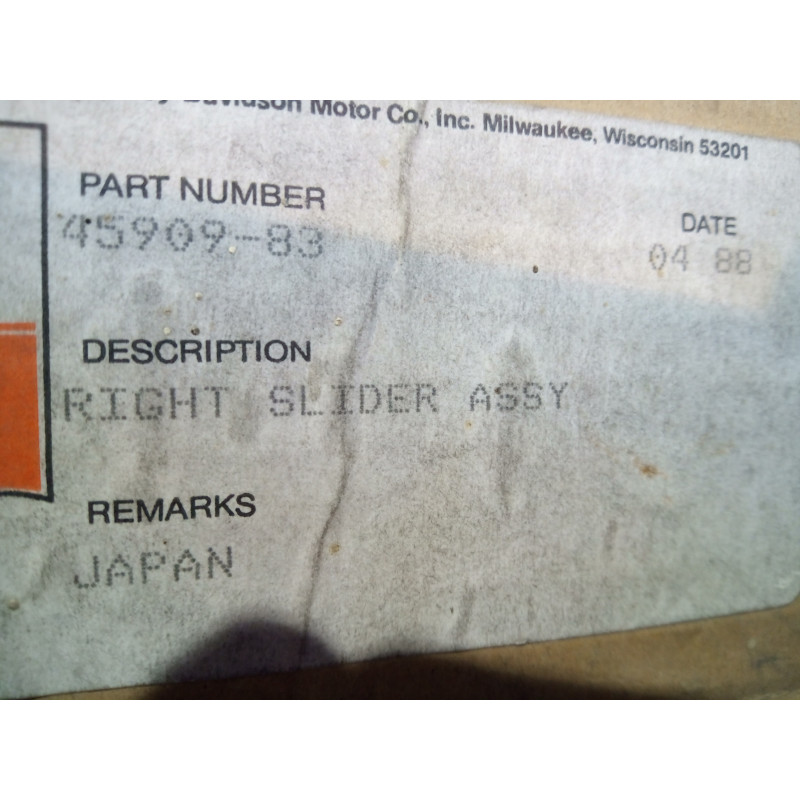 Davidson Motor Co., Inc. Milwaukee, Wisconsin 53201
PART NUMBER
45909-83
DATE
04 88
DESCRIPTION
RIGHT SLIDER ASSY
REMARKS
JAPAN